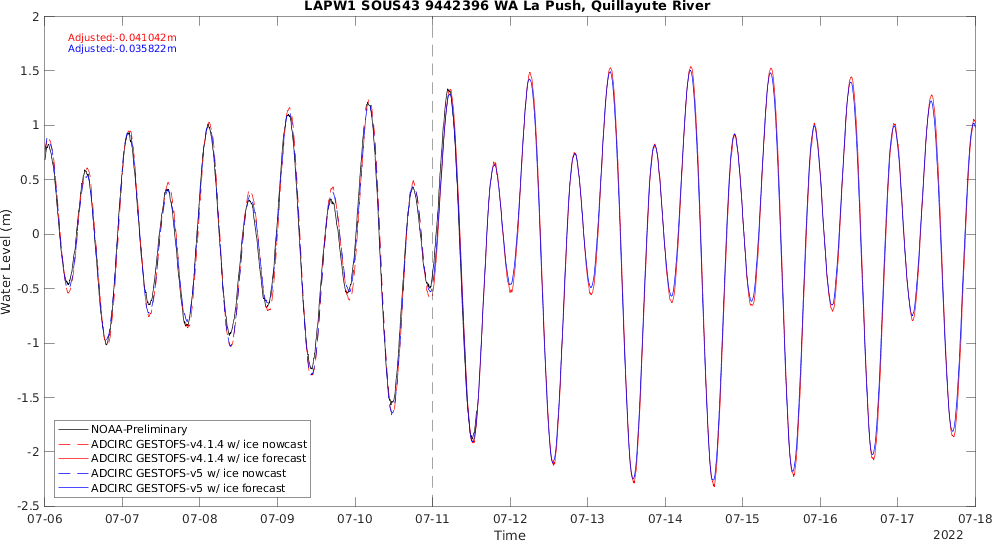 LAPW1 SOUS43 9442396 WA La Push, Quillayute River
Adjusted:-0.041042m
Adjusted:-0.035822m
2
1.5
1
0.5
0
-0.5
-1
-1.5
-2
-2.5
Water Level (m)
NOAA-Preliminary
ADCIRC GESTOFS-v4.1.4 w/ ice nowcast
ADCIRC GESTOFS-v4.1.4 w/ ice forecast
ADCIRC GESTOFS-v5 w/ ice nowcast
ADCIRC GESTOFS-v5 w/ ice forecast
07-06 07-07 07-08 07-09 07-10 07-11 07-12 07-13 07-14 07-15 07-16 07-17 07-18
Time
2022